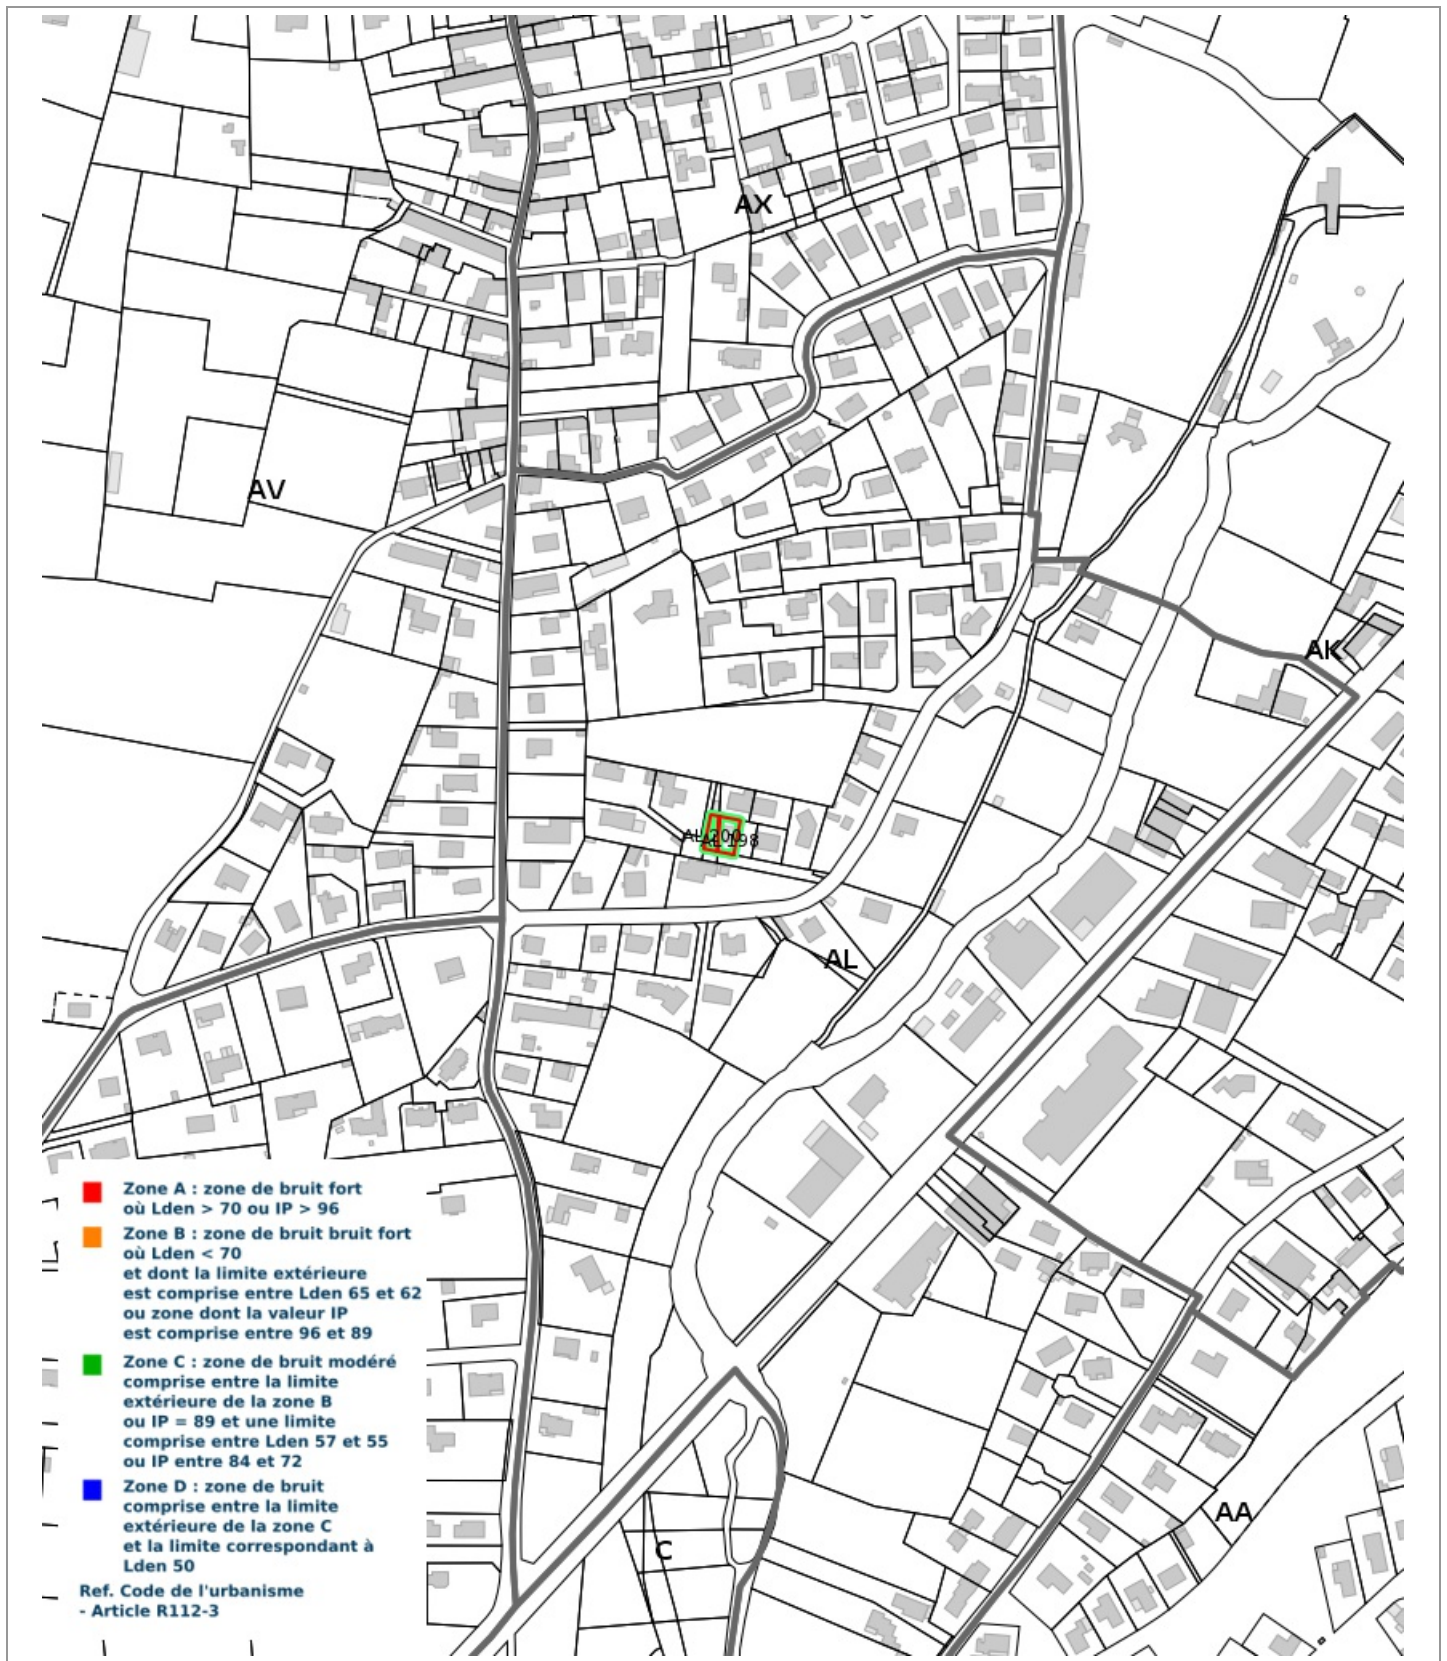 AX
AV
AK
AL 200
AL 198
AL
Zone A : zone de bruit fort
où Lden > 70 ou IP > 96
Zone B : zone de bruit bruit fort
où Lden < 70
et dont la limite extérieure
est comprise entre Lden 65 et 62
ou zone dont la valeur IP
est comprise entre 96 et 89
Zone C : zone de bruit modéré
comprise entre la limite
extérieure de la zone B
ou IP = 89 et une limite
comprise entre Lden 57 et 55
ou IP entre 84 et 72
Zone D : zone de bruit
comprise entre la limite
extérieure de la zone C
et la limite correspondant à
Lden 50
Ref. Code de l'urbanisme
- Article R112-3
AA
C